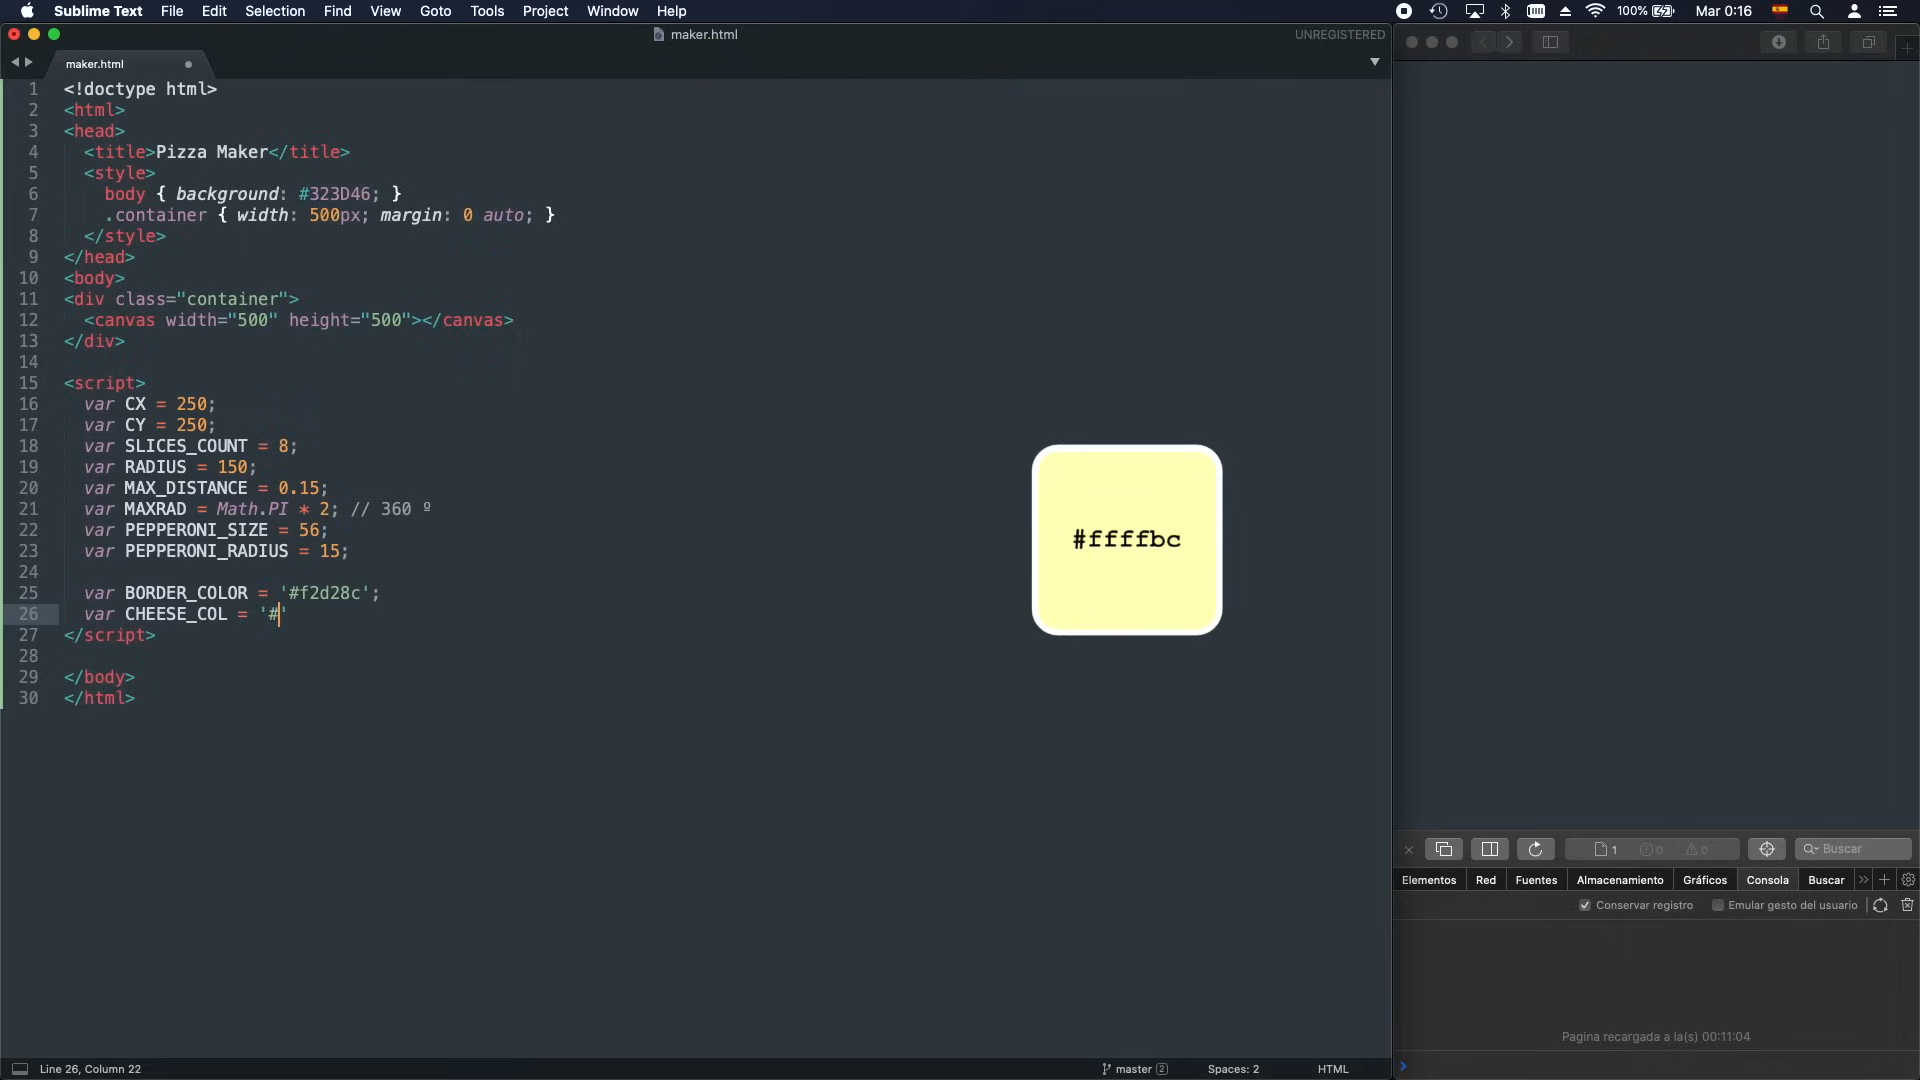 Sublime Text File Edit Selection Find View Goto Tools Project Window Help 100% Mar 0:16
maker.html UNREGISTERED
maker.html
1 <!doctype html>
2 <html>
3 <head>
4 <title>Pizza Maker</title>
5 <style>
6 body { background: #323D46; }
7 .container { width: 500px; margin: 0 auto; }
8 </style>
9 </head>
10 <body>
11 <div class="container">
12 <canvas width="500" height="500"></canvas>
13 </div>
14
15 <script>
16 var CX = 250;
17 var CY = 250;
18 var SLICES_COUNT = 8;
19 var RADIUS = 150;
20 var MAX_DISTANCE = 0.15;
21 var MAXRAD = Math.PI * 2; // 360 º
22 var PEPPERONI_SIZE = 56;
23 var PEPPERONI_RADIUS = 15;
24
25 var BORDER_COLOR = '#f2d28c';
26 var CHEESE_COL = '#'
27 </script>
28
29 </body>
30 </html>
#ffffbc
1 0 0 Buscar
Elementos Red Fuentes Almacenamiento Gráficos Consola Buscar
Conservar registro Emular gesto del usuario
Pagina recargada a la(s) 00:11:04
Line 26, Column 22 master 2 Spaces: 2 HTML